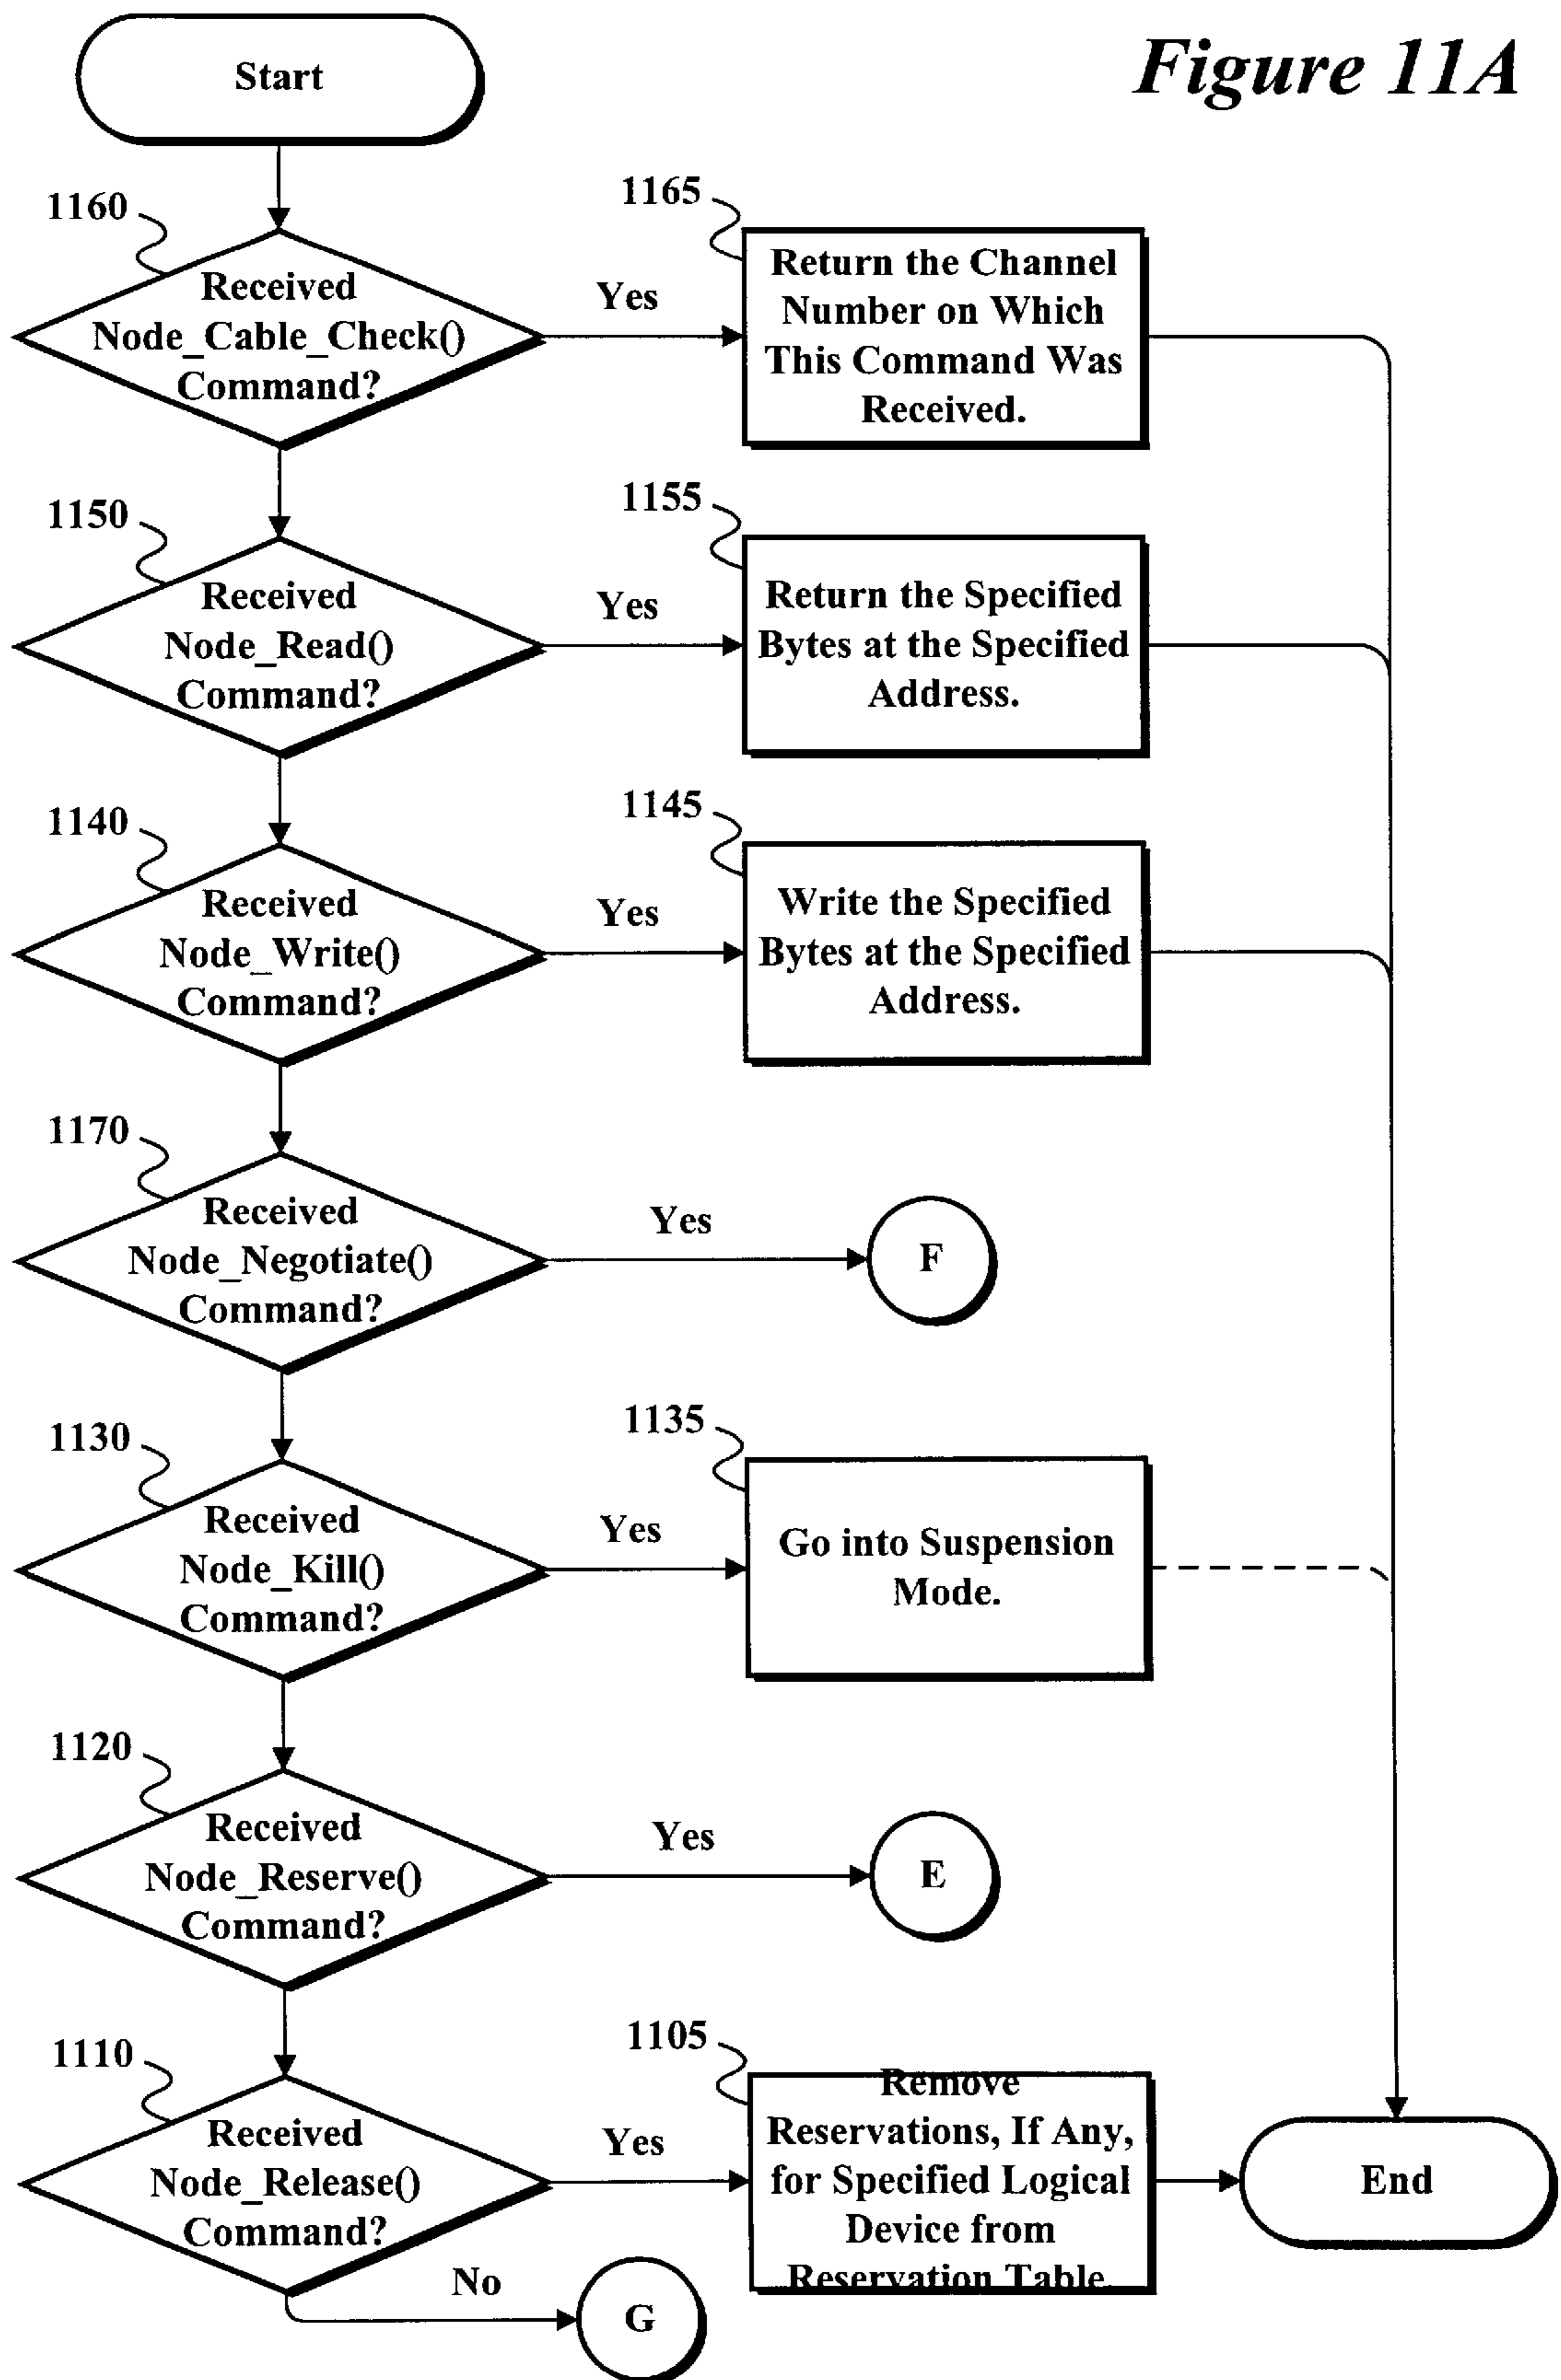 Figure 11A
Start
1160
Received
Node_Cable_Check()
Command?
Yes
1165
Return the Channel
Number on Which
This Command Was
Received.
1150
Received
Node_Read()
Command?
Yes
1155
Return the Specified
Bytes at the Specified
Address.
1140
Received
Node_Write()
Command?
Yes
1145
Write the Specified
Bytes at the Specified
Address.
1170
Received
Node_Negotiate()
Command?
Yes
F
1130
Received
Node_Kill()
Command?
Yes
1135
Go into Suspension
Mode.
1120
Received
Node_Reserve()
Command?
Yes
E
1110
Received
Node_Release()
Command?
Yes
1105
Remove
Reservations, If Any,
for Specified Logical
Device from
Reservation Table
End
No
G